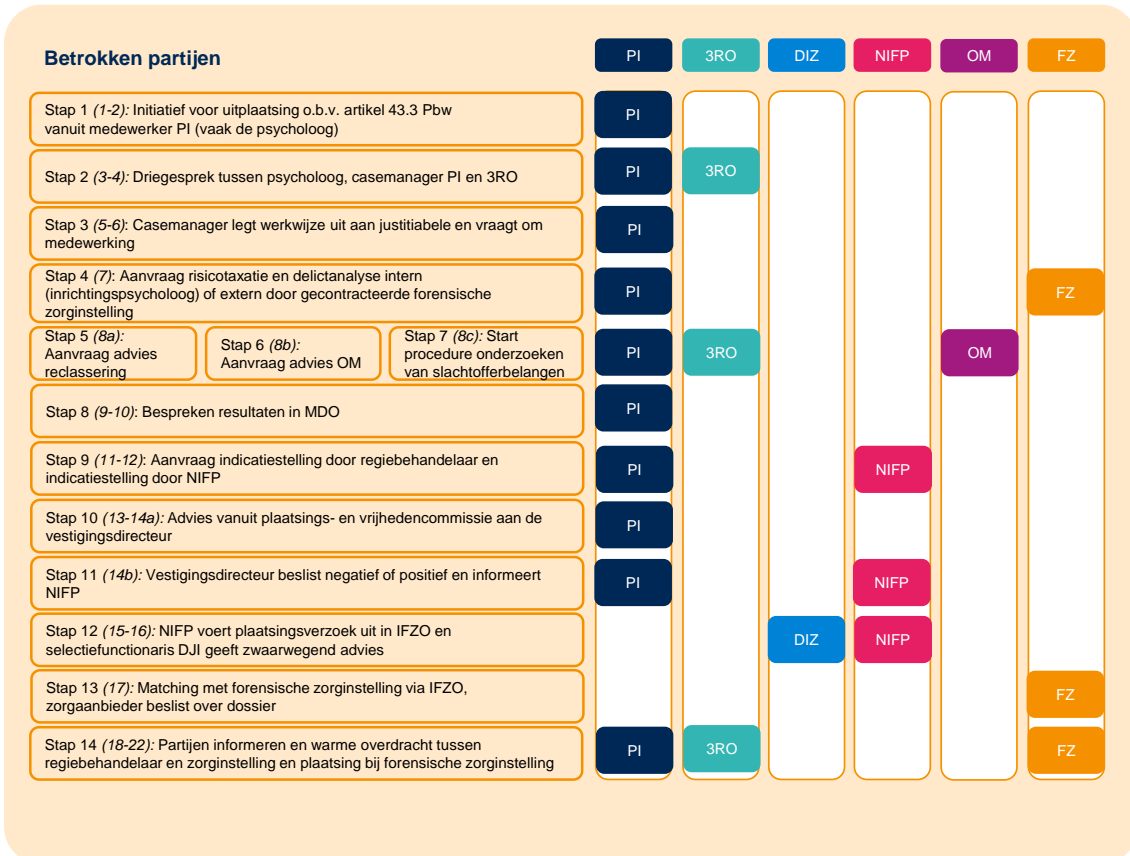 Betrokken partijen
PI 3RO DIZ NIFP OM FZ
Stap 1 (1-2): Initiatief voor uitplaatsing o.b.v. artikel 43.3 Pbw
vanuit medewerker PI (vaak de psycholoog)
PI
Stap 2 (3-4): Driegesprek tussen psycholoog, casemanager PI en 3RO
PI 3RO
Stap 3 (5-6): Casemanager legt werkwijze uit aan justitiabele en vraagt om
medewerking
PI
Stap 4 (7): Aanvraag risicotaxatie en delictanalyse intern
(inrichtingspsycholoog) of extern door gecontracteerde forensische
zorginstelling
PI FZ
Stap 5 (8a):
Aanvraag advies
reclassering
Stap 6 (8b):
Aanvraag advies OM
Stap 7 (8c): Start
procedure onderzoeken
van slachtofferbelangen
PI 3RO OM
Stap 8 (9-10): Bespreken resultaten in MDO
PI
Stap 9 (11-12): Aanvraag indicatiestelling door regiebehandelaar en
indicatiestelling door NIFP
PI NIFP
Stap 10 (13-14a): Advies vanuit plaatsings- en vrijhedencommissie aan de
vestigingsdirecteur
PI
Stap 11 (14b): Vestigingsdirecteur beslist negatief of positief en informeert
NIFP
PI NIFP
Stap 12 (15-16): NIFP voert plaatsingsverzoek uit in IFZO en
selectiefunctionaris DJI geeft zwaarwegend advies
DIZ NIFP
Stap 13 (17): Matching met forensische zorginstelling via IFZO,
zorgaanbieder beslist over dossier
FZ
Stap 14 (18-22): Partijen informeren en warme overdracht tussen
regiebehandelaar en zorginstelling en plaatsing bij forensische zorginstelling
PI 3RO FZ